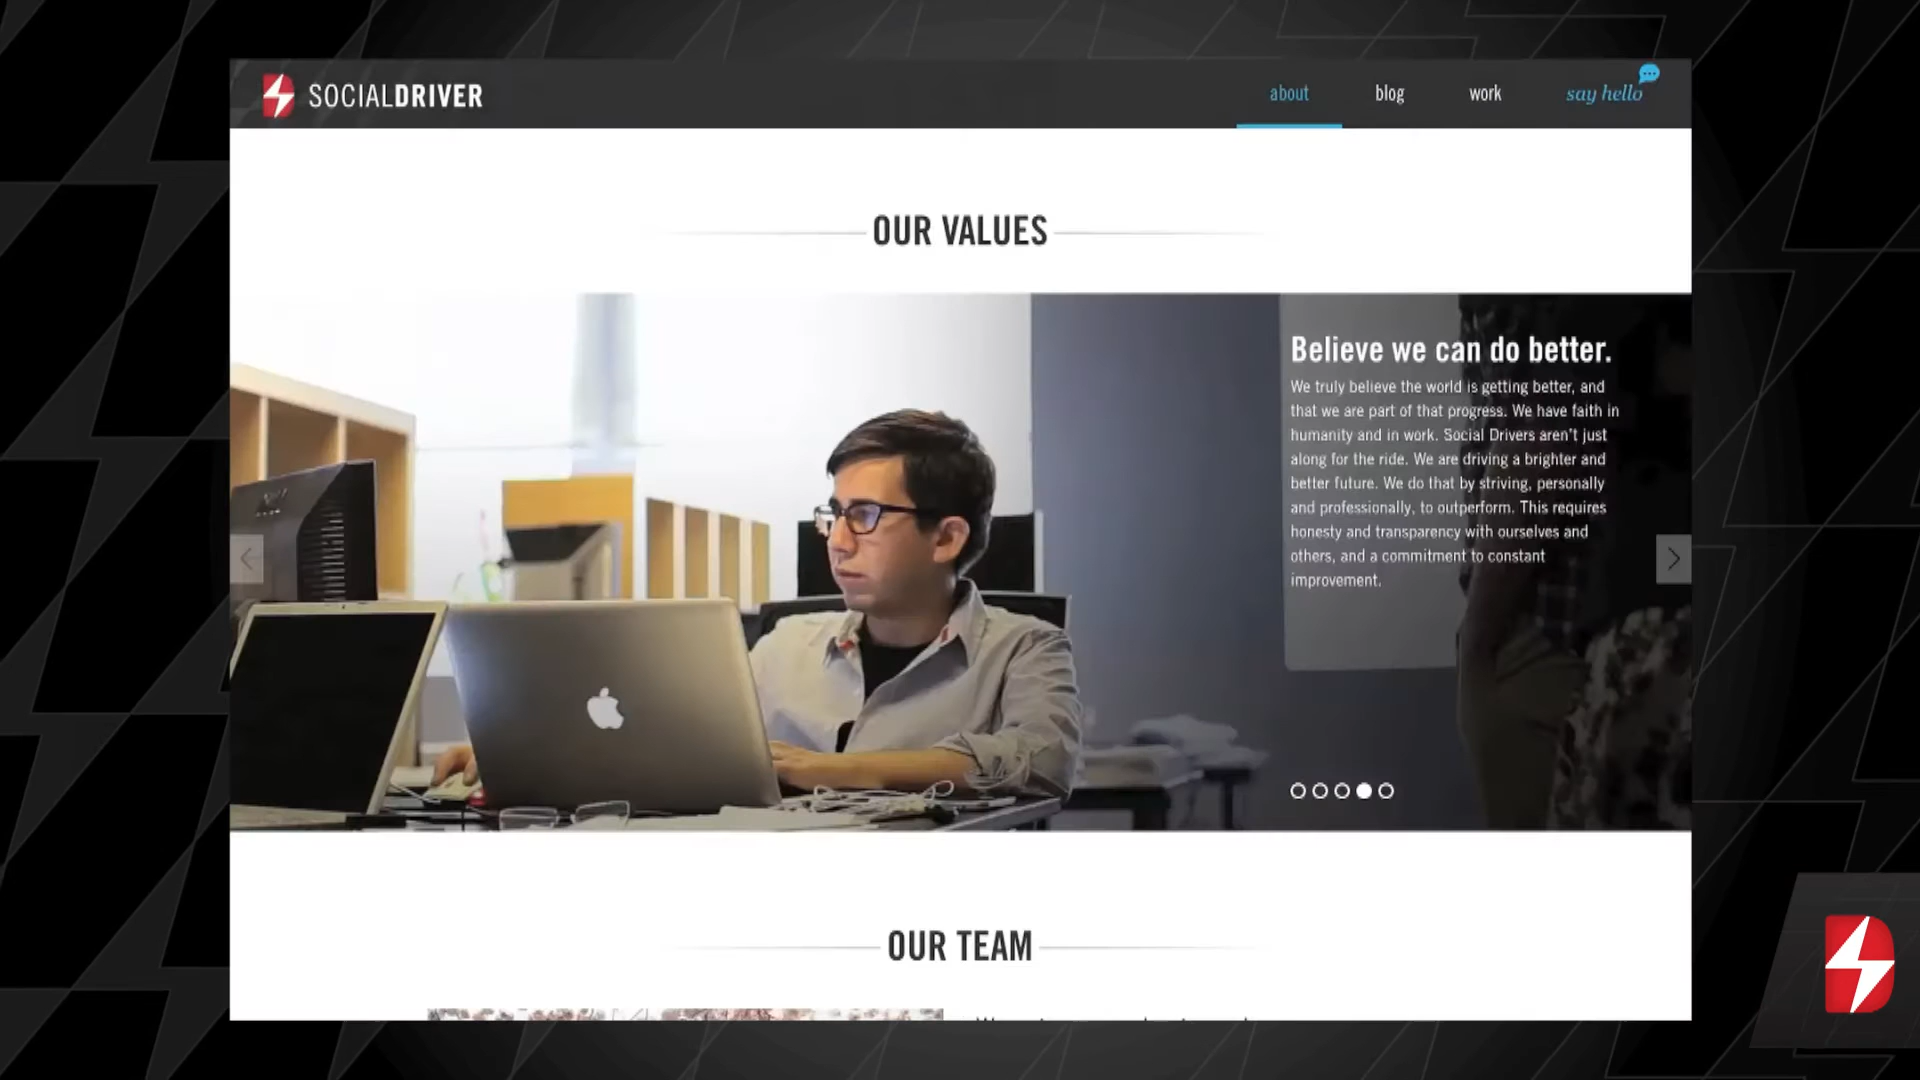 SOCIALDRIVER
about
blog
work
say hello
OUR VALUES
Believe we can do better.
We truly believe the world is getting better, and
that we are part of that progress. We have faith in
humanity and in work. Social Drivers aren't just
along for the ride. We are driving a brighter and
better future. We do that by striving, personally
and professionally, to outperform. This requires
honesty and transparency with ourselves and
others, and a commitment to constant
improvement.
OUR TEAM